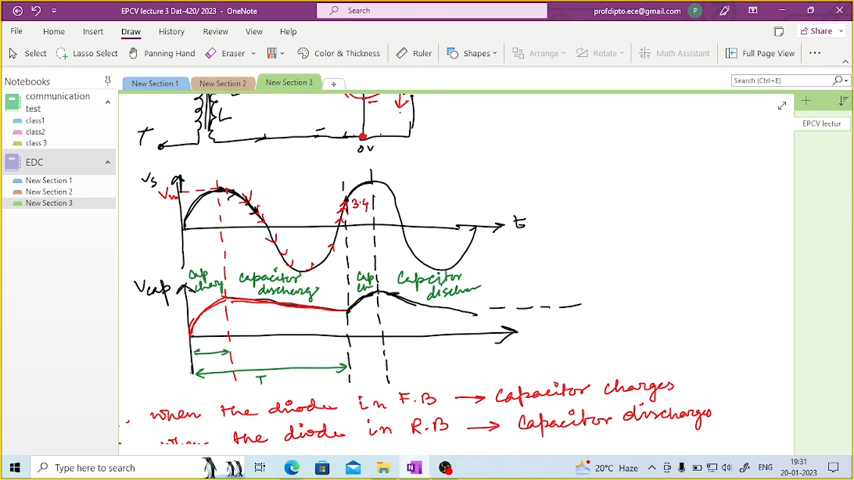 EPCV lecture 3 Dat-420/ 2023 - OneNote
Search
profdipto.ece@gmail.com
P
File Home Insert Draw History Review View Help
Share
Select Lasso Select Panning Hand Eraser Color & Thickness Ruler Shapes Arrange Rotate Math Assistant Full Page View
Notebooks
New Section 1 New Section 2 New Section 3
Search (Ctrl+E)
communication
test
class1
class2
class 3
EDC
New Section 1
New Section 2
New Section 3
EPCV lectur
T
L
0V
Vs
Vm
3.4
t
Vcap
cap
charg
capacitor
discharge
cap
capacitor
discharg
T
when the diode in F.B → capacitor charges
when the diode in R.B → capacitor discharges
Type here to search
20°C Haze
ENG
19:31
20-01-2023